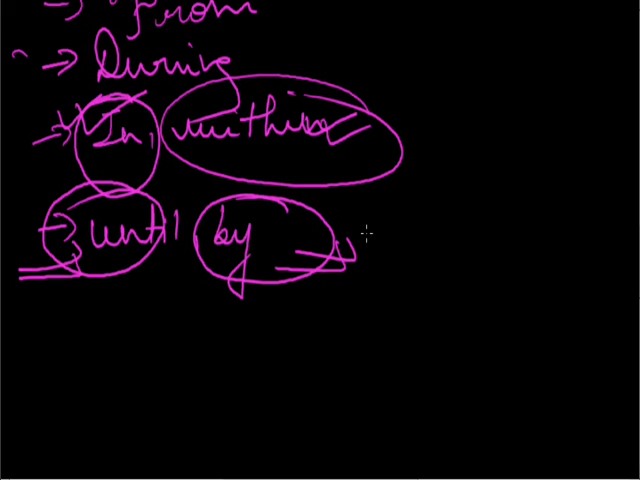 → From
→ During
→ In, within
→ until by